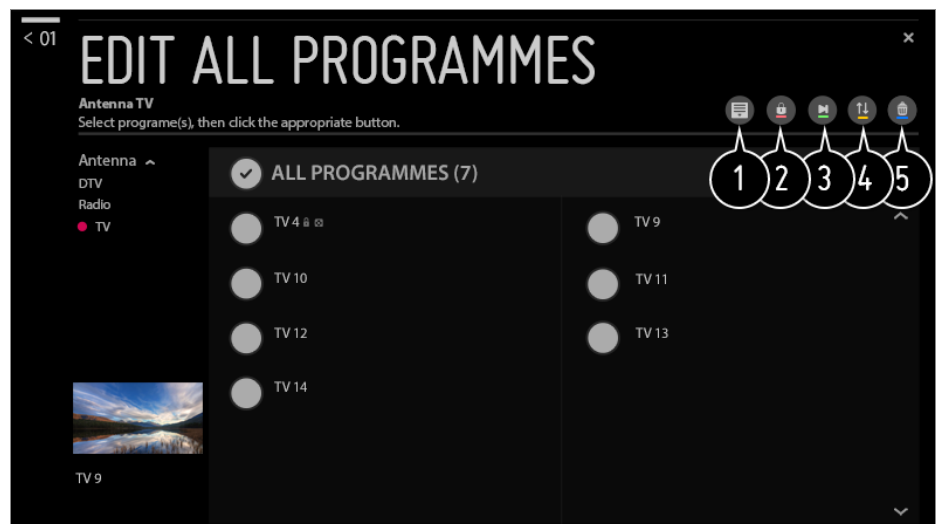 < 01
EDIT ALL PROGRAMMES
×
Antenna TV
Select programe(s), then click the appropriate button.
1 2 3 4 5
Antenna
DTV
Radio
TV
ALL PROGRAMMES (7)
TV 4
TV 9
TV 10
TV 11
TV 12
TV 13
TV 14
TV 9